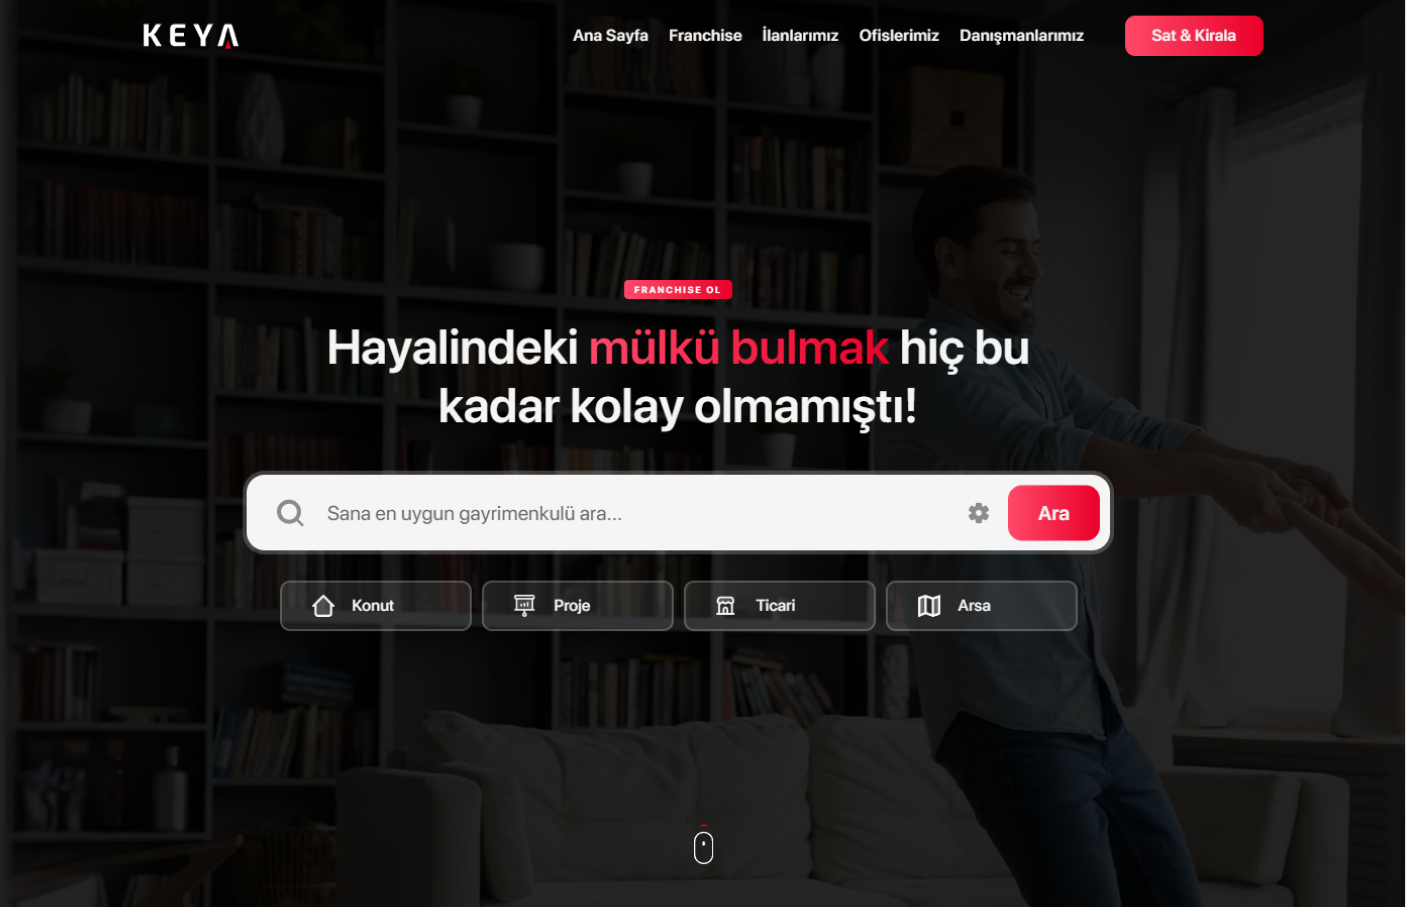 KEYA
Ana Sayfa Franchise İlanlarımız Ofislerimiz Danışmanlarımız Sat & Kirala
FRANCHISE OL
Hayalindeki mülkü bulmak hiç bu
kadar kolay olmamıştı!
Sana en uygun gayrimenkulü ara... Ara
Konut Proje Ticari Arsa